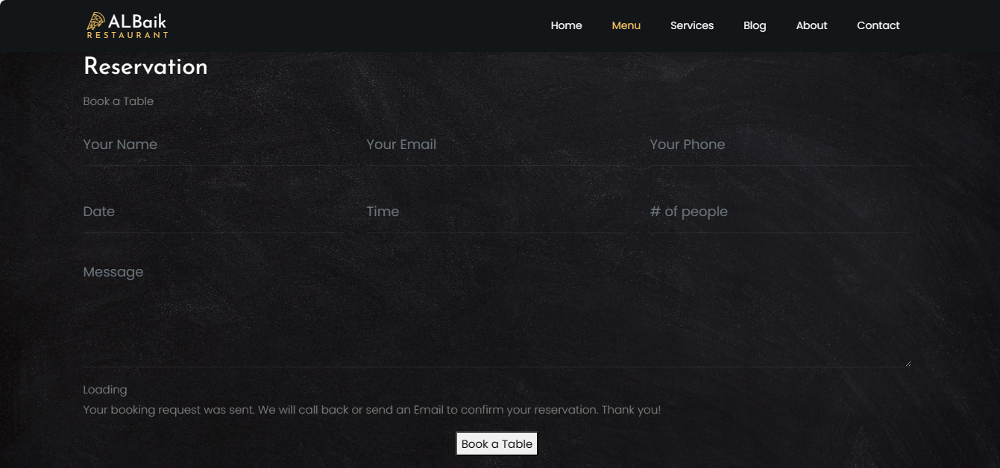 ALBaik
RESTAURANT
Home Menu Services Blog About Contact
Reservation
Book a Table
Your Name Your Email Your Phone
Date Time # of people
Message
Loading
Your booking request was sent. We will call back or send an Email to confirm your reservation. Thank you!
Book a Table